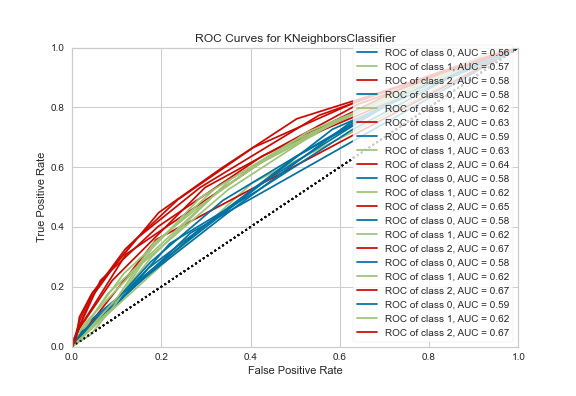 ROC Curves for KNeighborsClassifier
1.0
0.8
0.6
0.4
0.2
0.0
True Positive Rate
ROC of class 0, AUC = 0.56
ROC of class 1, AUC = 0.57
ROC of class 2, AUC = 0.58
ROC of class 0, AUC = 0.58
ROC of class 1, AUC = 0.62
ROC of class 2, AUC = 0.63
ROC of class 0, AUC = 0.59
ROC of class 1, AUC = 0.63
ROC of class 2, AUC = 0.64
ROC of class 0, AUC = 0.58
ROC of class 1, AUC = 0.62
ROC of class 2, AUC = 0.65
ROC of class 0, AUC = 0.58
ROC of class 1, AUC = 0.62
ROC of class 2, AUC = 0.67
ROC of class 0, AUC = 0.58
ROC of class 1, AUC = 0.62
ROC of class 2, AUC = 0.67
ROC of class 0, AUC = 0.59
ROC of class 1, AUC = 0.62
ROC of class 2, AUC = 0.67
0.0 0.2 0.4 0.6 0.8 1.0
False Positive Rate